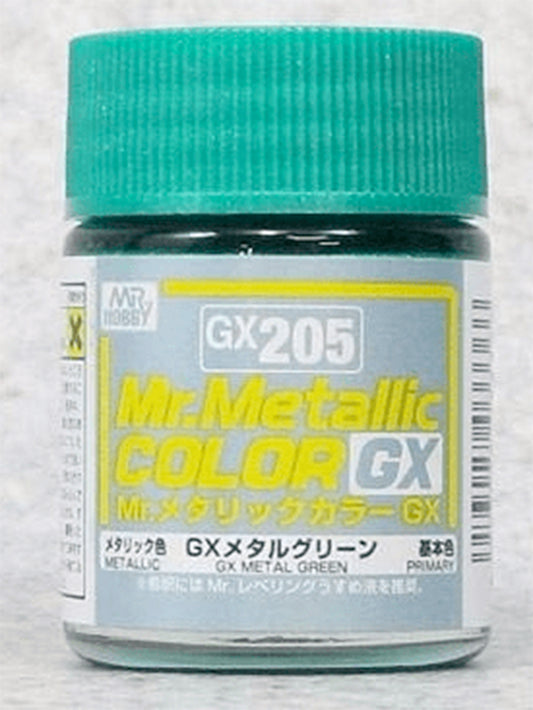 MR.
HOBBY
GX205
Mr.Metallic
COLOR GX
Mr.メタリックカラーGX
メタリック色 GXメタルグリーン 基本色
METALLIC GX METAL GREEN PRIMARY
※希釈にはMr.レベリングうすめ液を推奨。
X